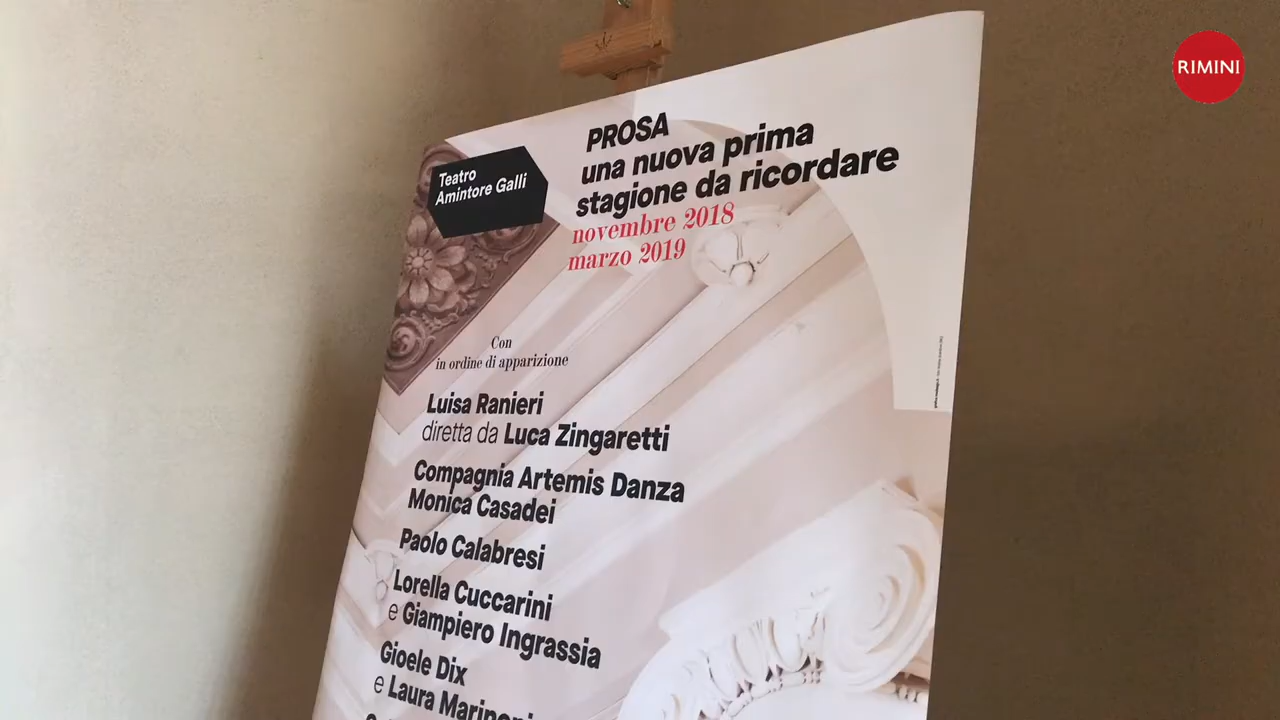 RIMINI
Teatro
Amintore Galli
PROSA
una nuova prima
stagione da ricordare
novembre 2018
marzo 2019
Con
in ordine di apparizione
Luisa Ranieri
diretta da Luca Zingaretti
Compagnia Artemis Danza
Monica Casadei
Paolo Calabresi
Lorella Cuccarini
e Giampiero Ingrassia
Gioele Dix
e Laura Marinoni